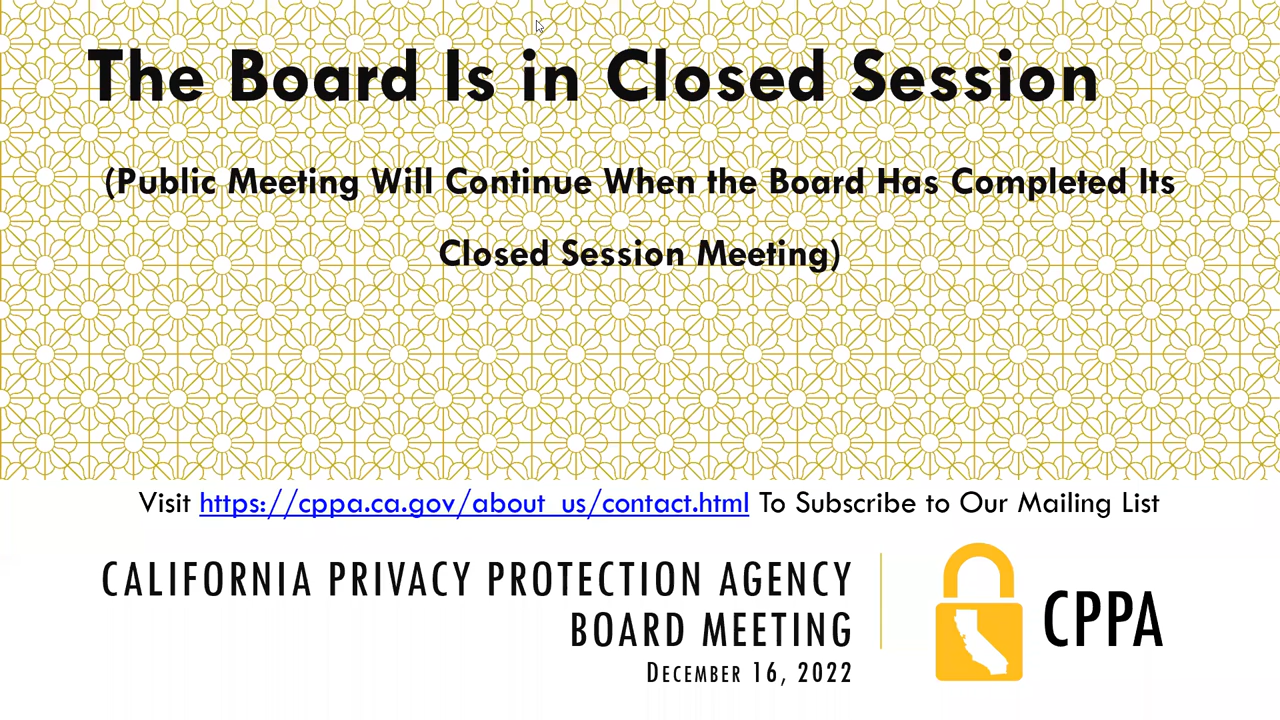 The Board Is in Closed Session
(Public Meeting Will Continue When the Board Has Completed Its
Closed Session Meeting)
Visit https://cppa.ca.gov/about_us/contact.html To Subscribe to Our Mailing List
CALIFORNIA PRIVACY PROTECTION AGENCY
BOARD MEETING
DECEMBER 16, 2022
CPPA